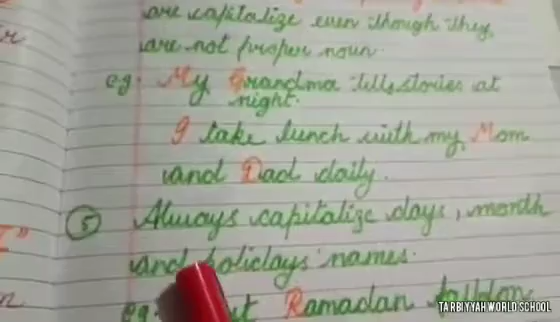 are capitalize even though they
are not proper noun.
eg. My Grandma tells stories at
night.
I take lunch with my Mom
and Dad daily.
⑤ Always capitalize days, month
and holidays names.
eg. Ramadan
TARBIYYAH WORLD SCHOOL